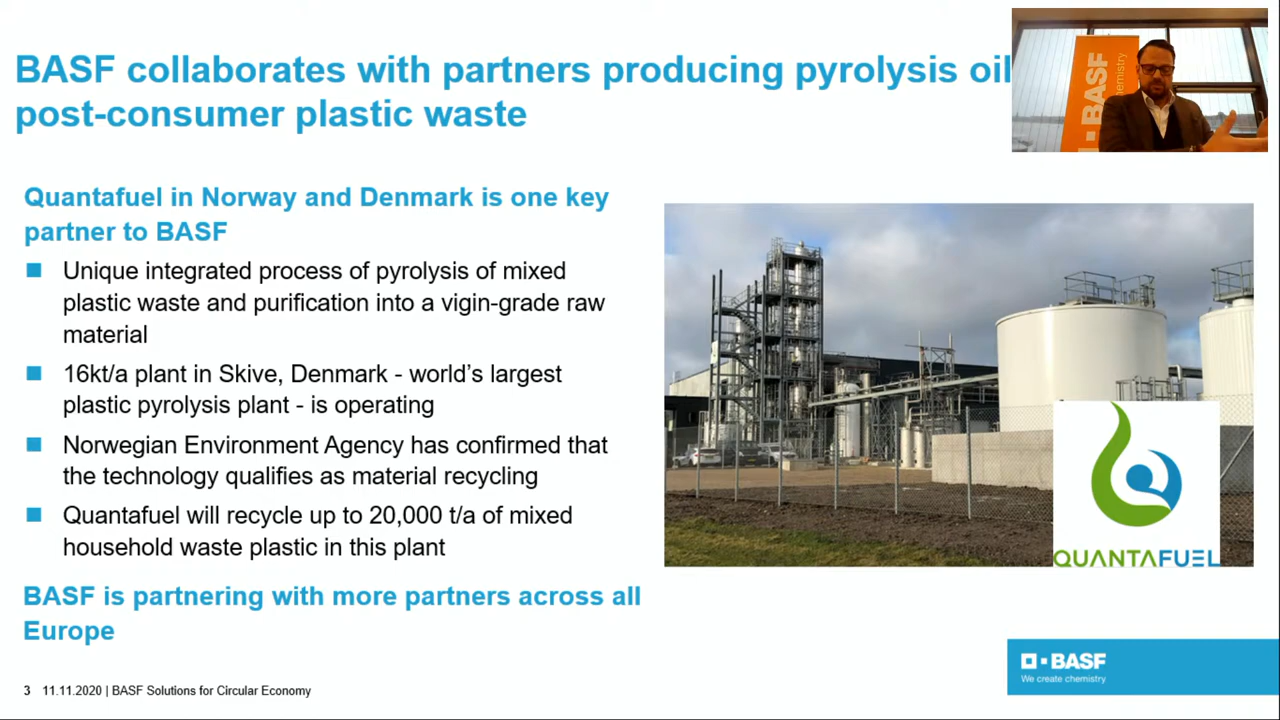 BASF collaborates with partners producing pyrolysis oil
post-consumer plastic waste
BASF
chemistry
Quantafuel in Norway and Denmark is one key
partner to BASF
Unique integrated process of pyrolysis of mixed
plastic waste and purification into a vigin-grade raw
material
16kt/a plant in Skive, Denmark - world's largest
plastic pyrolysis plant - is operating
Norwegian Environment Agency has confirmed that
the technology qualifies as material recycling
Quantafuel will recycle up to 20,000 t/a of mixed
household waste plastic in this plant
QUANTAFUEL
BASF is partnering with more partners across all
Europe
BASF
We create chemistry
3 11.11.2020 | BASF Solutions for Circular Economy